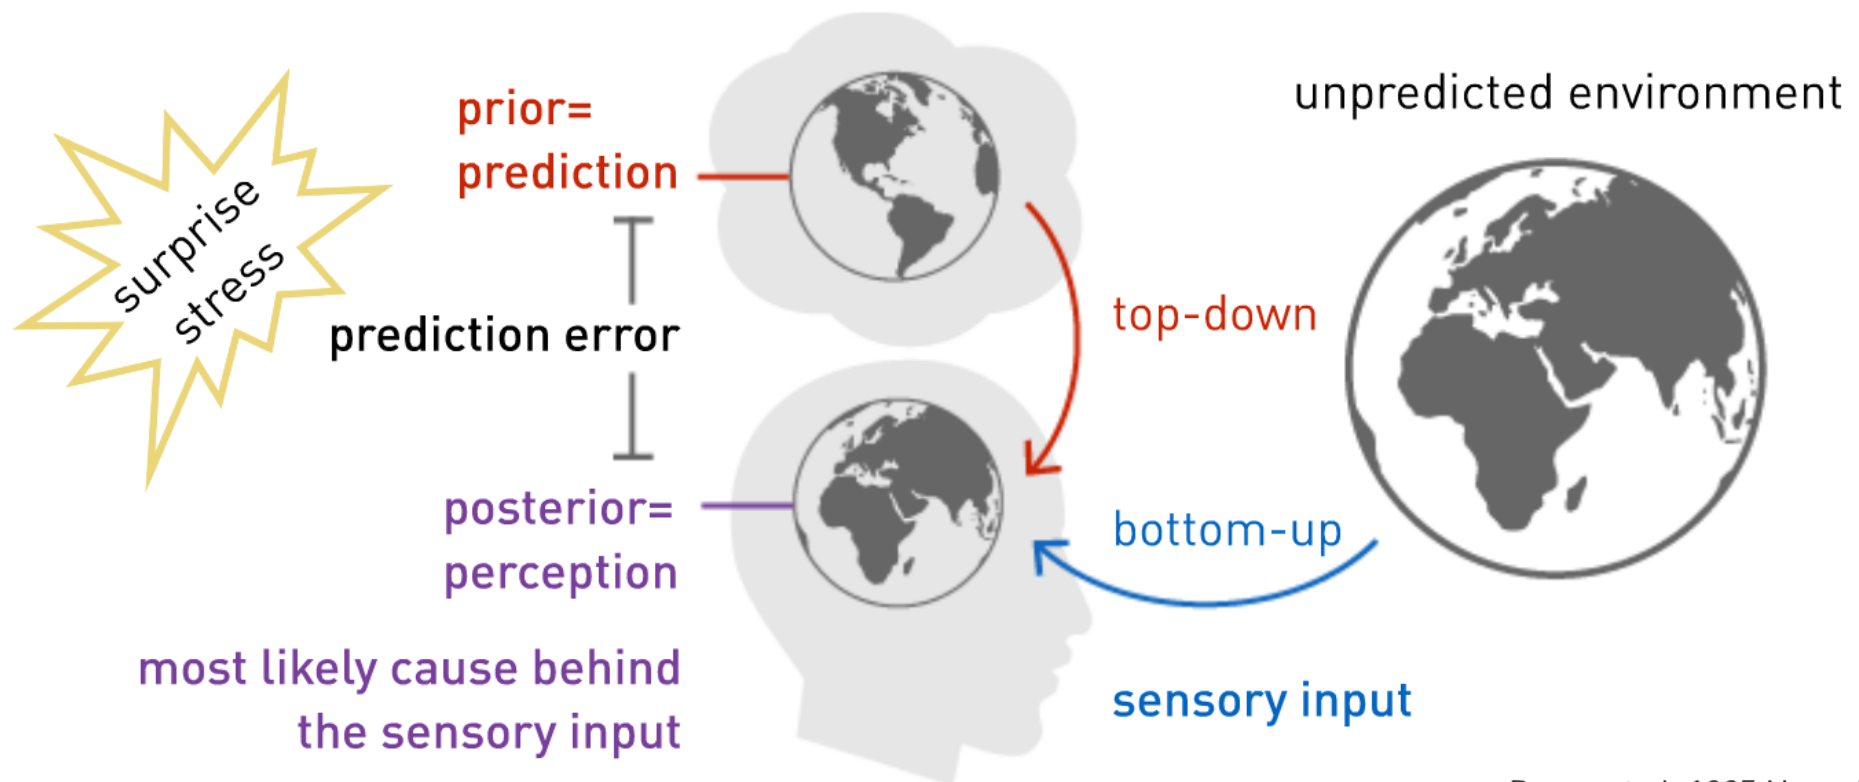 unpredicted environment
prior=
prediction
surprise
stress
prediction error
top-down
posterior=
perception
bottom-up
most likely cause behind
the sensory input
sensory input